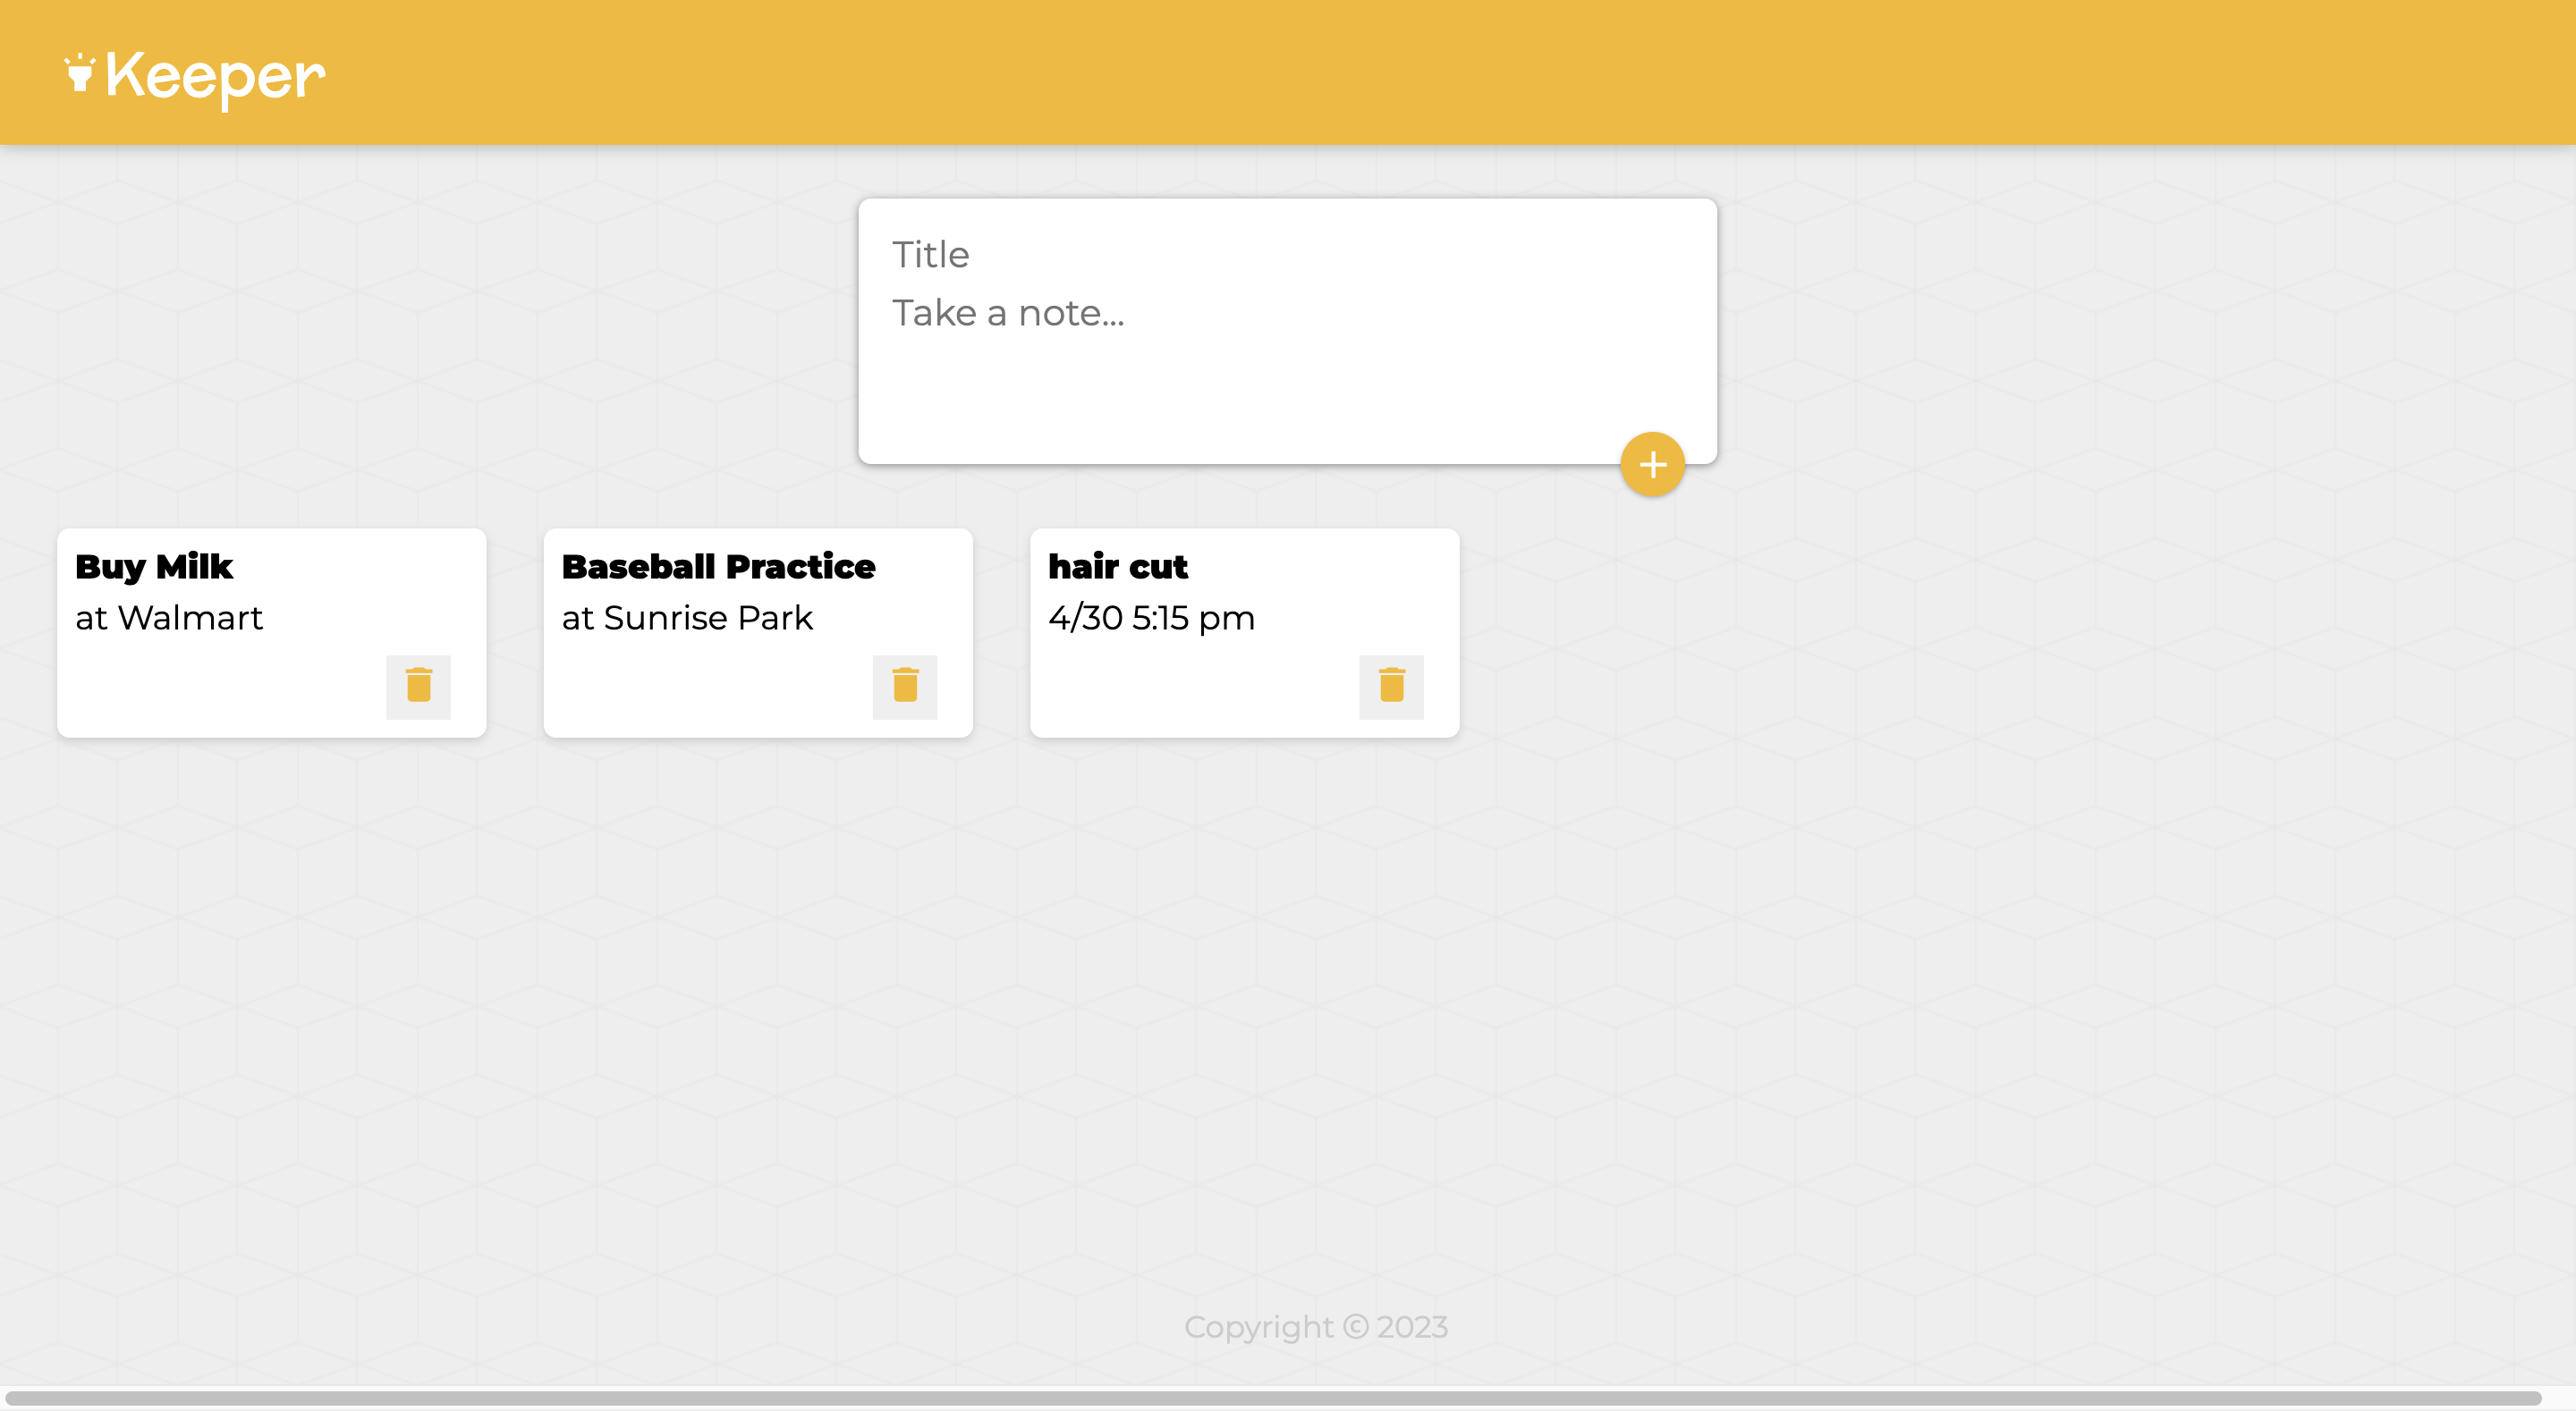 Keeper
Title
Take a note...
Buy Milk
at Walmart
Baseball Practice
at Sunrise Park
hair cut
4/30 5:15 pm
Copyright © 2023